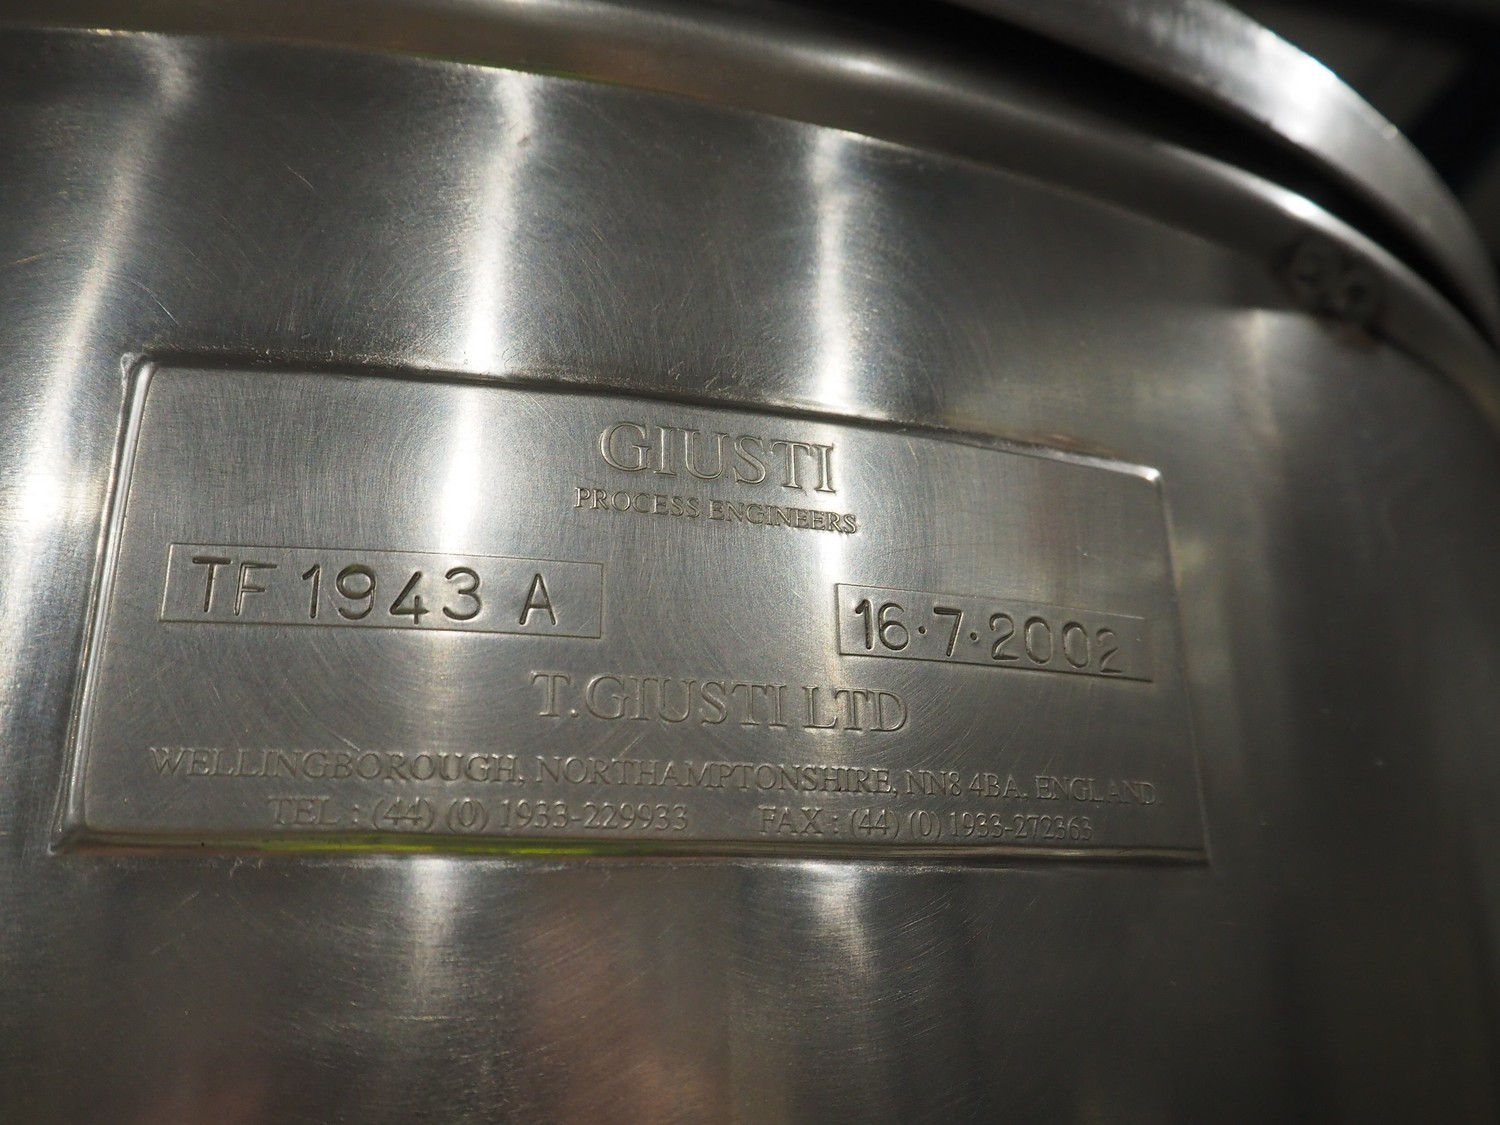 GIUSTI
PROCESS ENGINEERS
TF 1943 A
16·7·2002
T. GIUSTI LTD
WELLINGBOROUGH, NORTHAMPTONSHIRE, NN8 4BA. ENGLAND.
TEL : (44) (0) 1933-229933 FAX : (44) (0) 1933-272363